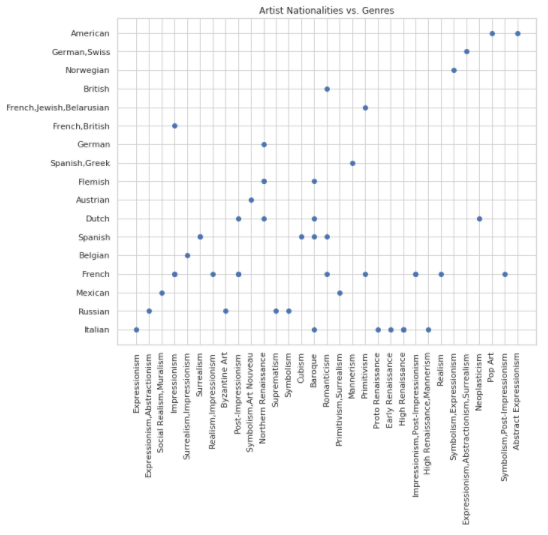 Artist Nationalities vs. Genres
American
German,Swiss
Norwegian
British
French,Jewish,Belarusian
French,British
German
Spanish,Greek
Flemish
Austrian
Dutch
Spanish
Belgian
French
Mexican
Russian
Italian
Expressionism
Expressionism,Abstractionism
Social Realism,Muralism
Impressionism
Surrealism,Impressionism
Surrealism
Realism,Impressionism
Byzantine Art
Post-Impressionism
Symbolism,Art Nouveau
Northern Renaissance
Suprematism
Symbolism
Cubism
Baroque
Romanticism
Primitivism,Surrealism
Mannerism
Primitivism
Proto Renaissance
Early Renaissance
High Renaissance
Impressionism,Post-Impressionism
High Renaissance,Mannerism
Realism
Symbolism,Expressionism
Expressionism,Abstractionism,Surrealism
Neoplasticism
Pop Art
Symbolism,Post-Impressionism
Abstract Expressionism